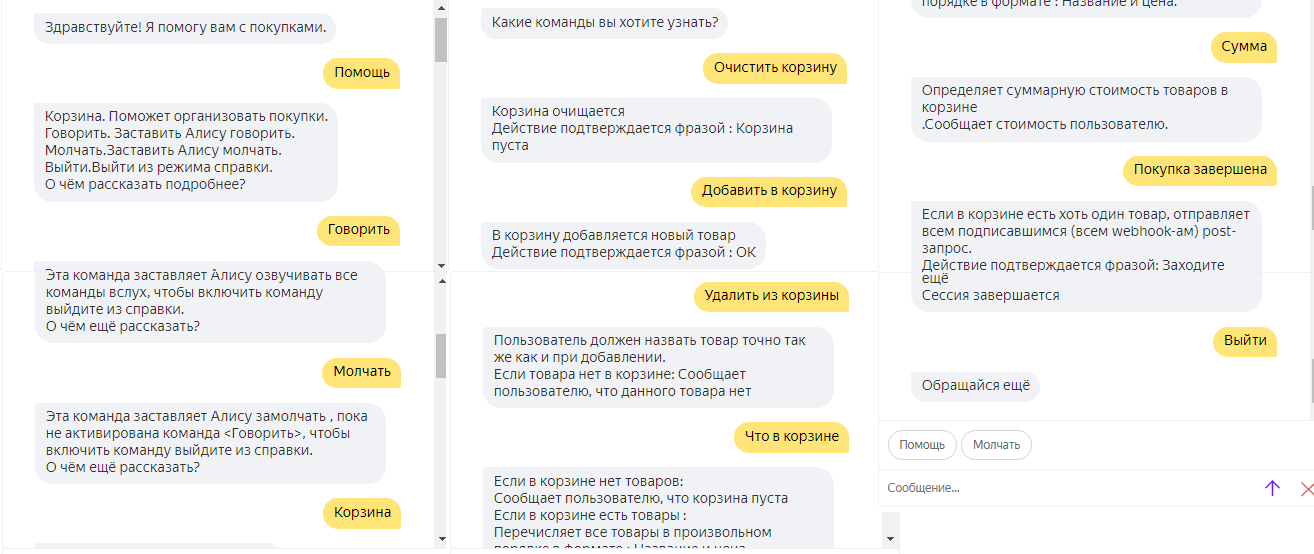 Здравствуйте! Я помогу вам с покупками.
Помощь
Корзина. Поможет организовать покупки.
Говорить. Заставить Алису говорить.
Молчать.Заставить Алису молчать.
Выйти.Выйти из режима справки.
О чём рассказать подробнее?
Говорить
Эта команда заставляет Алису озвучивать все
команды вслух, чтобы включить команду
выйдите из справки.
О чём ещё рассказать?
Молчать
Эта команда заставляет Алису замолчать , пока
не активирована команда <Говорить>, чтобы
включить команду выйдите из справки.
О чём ещё рассказать?
Корзина
Какие команды вы хотите узнать?
Очистить корзину
Корзина очищается
Действие подтверждается фразой : Корзина
пуста
Добавить в корзину
В корзину добавляется новый товар
Действие подтверждается фразой : ОК
Удалить из корзины
Пользователь должен назвать товар точно так
же как и при добавлении.
Если товара нет в корзине: Сообщает
пользователю, что данного товара нет
Что в корзине
Если в корзине нет товаров:
Сообщает пользователю, что корзина пуста
Если в корзине есть товары :
Перечисляет все товары в произвольном
порядке в формате : Название и цена.
порядке в формате : Название и цена.
Сумма
Определяет суммарную стоимость товаров в
корзине
.Сообщает стоимость пользователю.
Покупка завершена
Если в корзине есть хоть один товар, отправляет
всем подписавшимся (всем webhook-ам) post-
запрос.
Действие подтверждается фразой: Заходите
ещё
Сессия завершается
Выйти
Обращайся ещё
Помощь
Молчать
Сообщение...